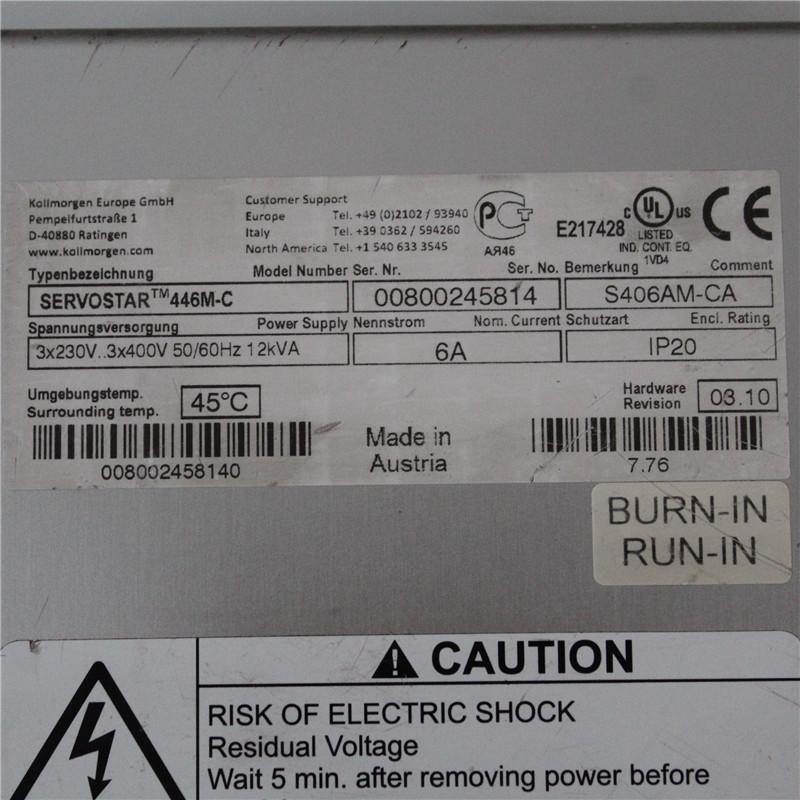 Kollmorgen Europe GmbH
Pempelfurtstraße 1
D-40880 Ratingen
www.kollmorgen.com
Customer Support
Europe Tel. +49 (0)2102 / 93940
Italy Tel. +39 0362 / 594260
North America Tel. +1 540 633 3545
PCT
АЯ46
E217428
C UL US
LISTED
IND. CONT. EQ.
1VD4
CE
Typenbezeichnung Model Number
SERVOSTAR™446M-C
Ser. Nr. Ser. No.
00800245814
Bemerkung Comment
S406AM-CA
Spannungsversorgung Power Supply
3x230V..3x400V 50/60Hz 12kVA
Nennstrom Nom. Current
6A
Schutzart Encl. Rating
IP20
Umgebungstemp.
Surrounding temp.
45°C
Hardware
Revision
03.10
008002458140
Made in
Austria
7.76
BURN-IN
RUN-IN
CAUTION
RISK OF ELECTRIC SHOCK
Residual Voltage
Wait 5 min. after removing power before